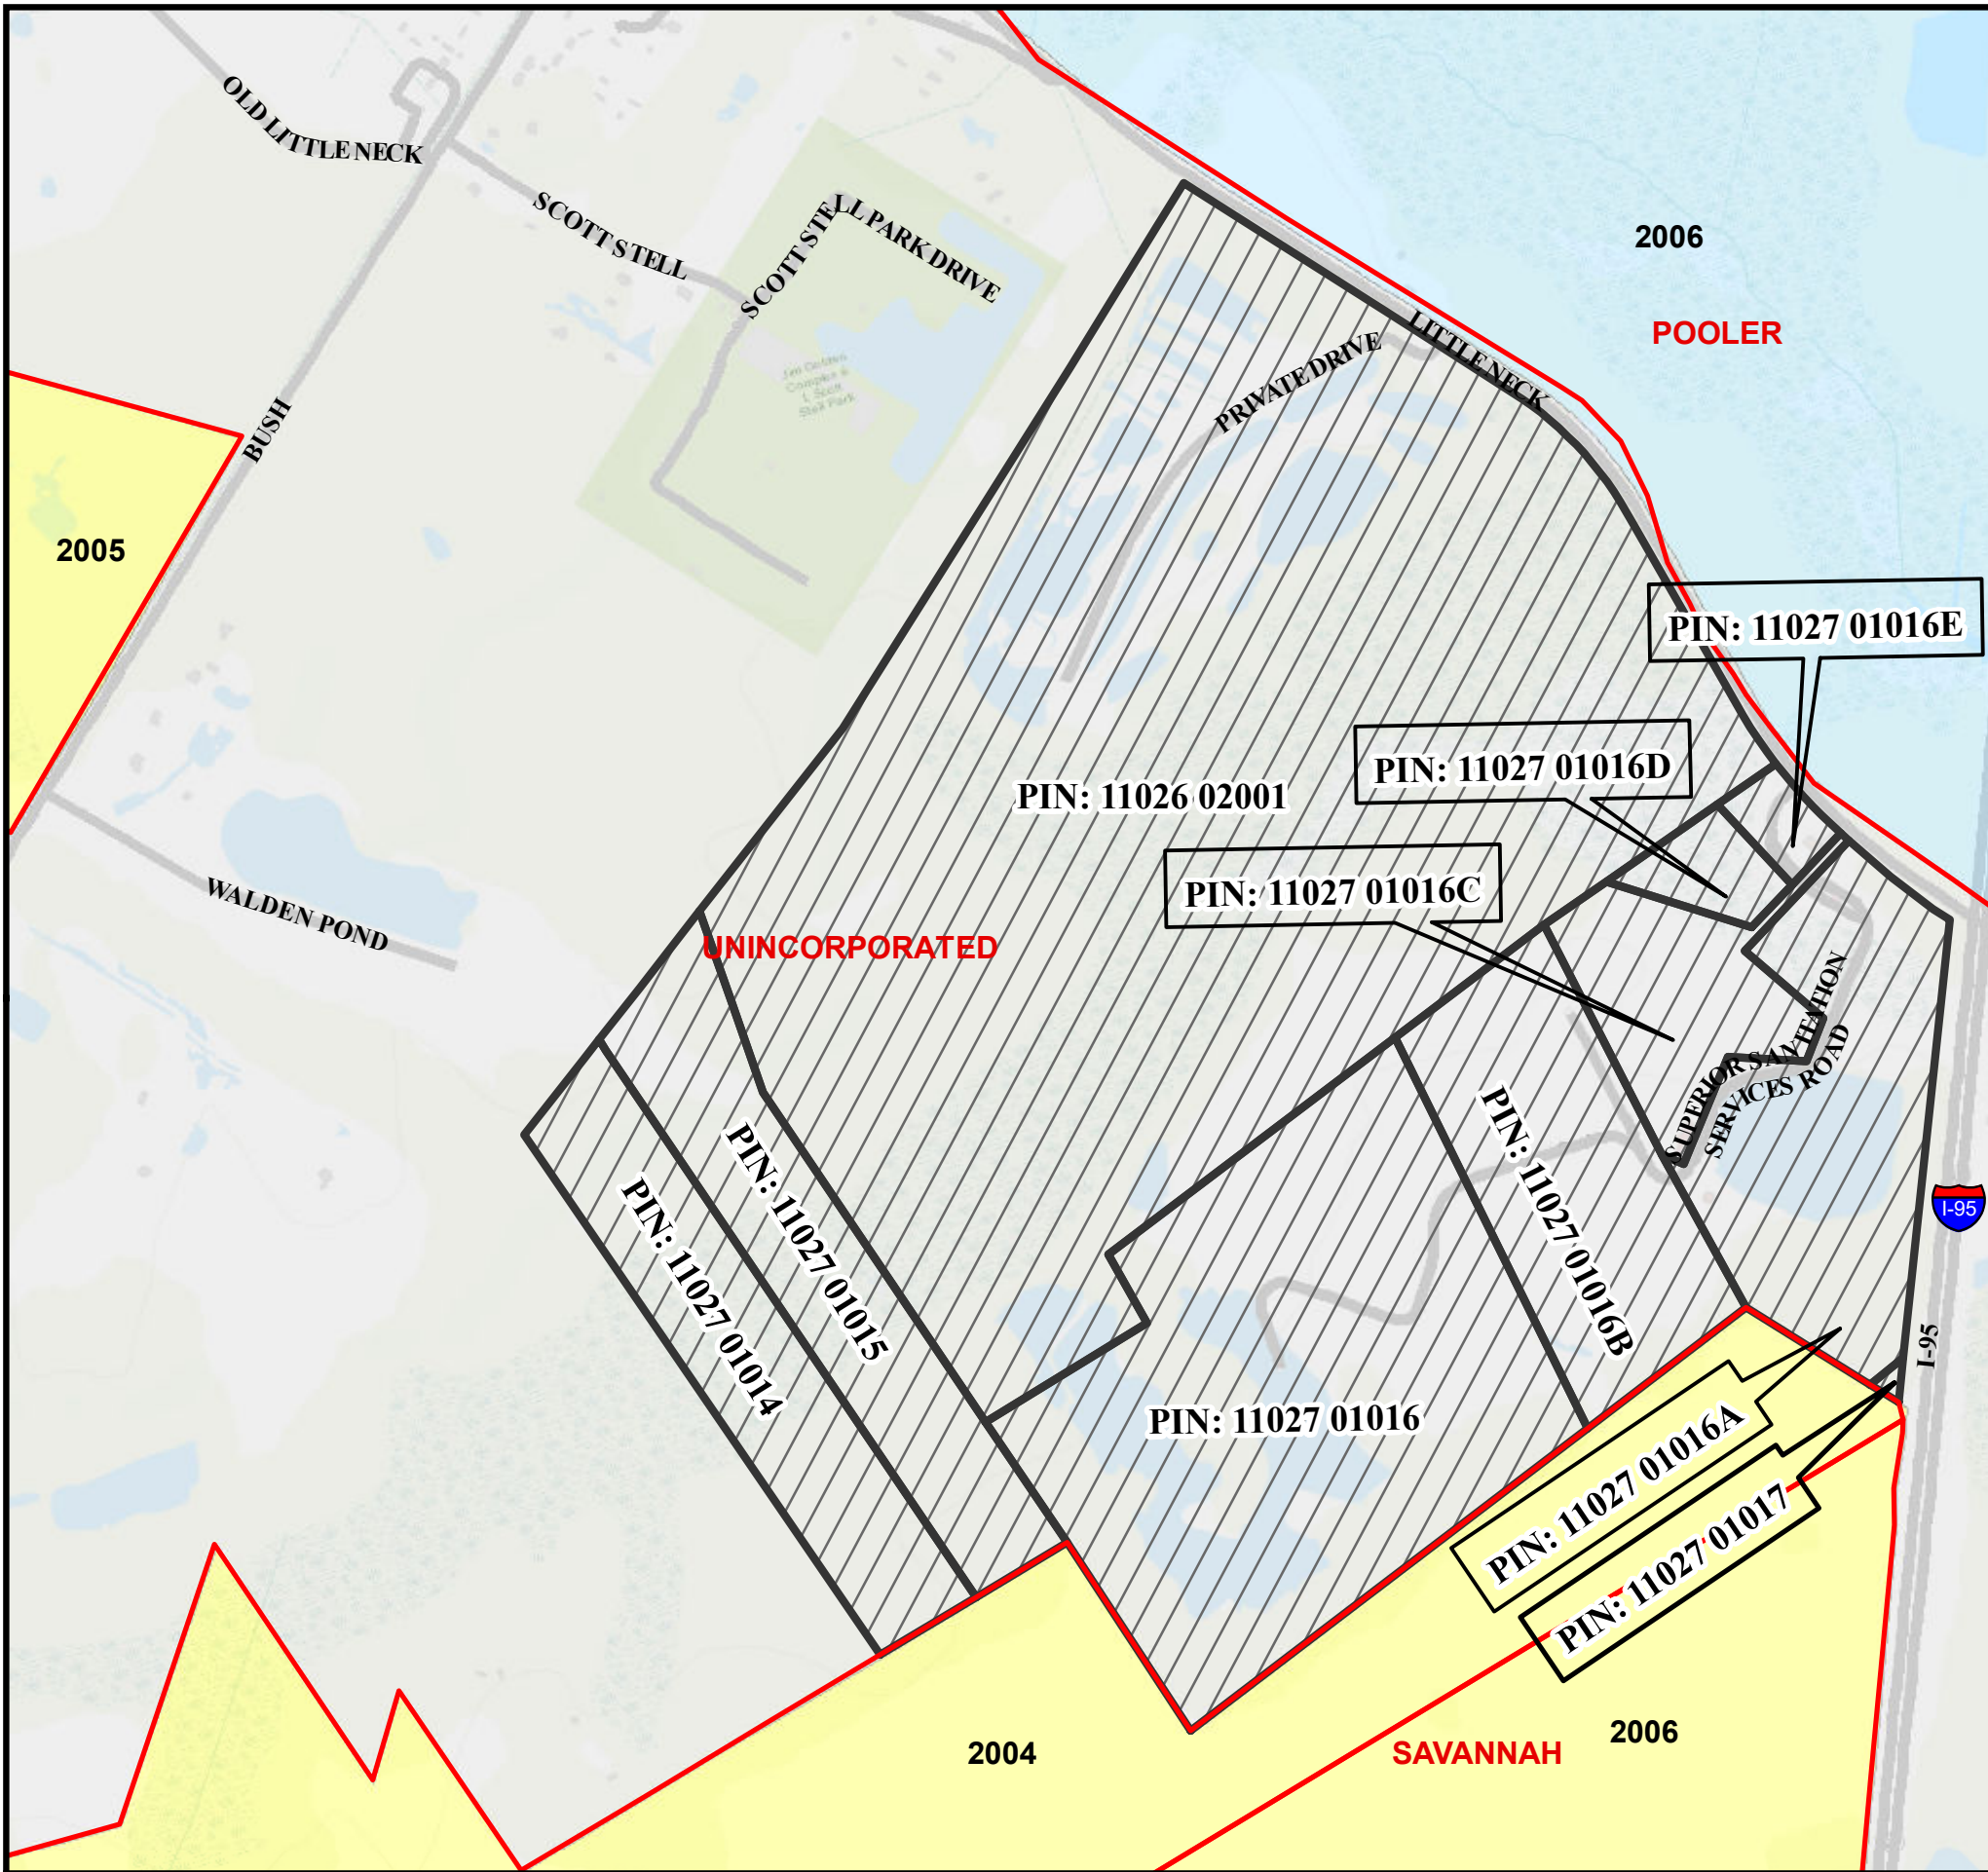 OLD LITTLE NECK
SCOTT STELL
SCOTT STELL PARK DRIVE
2006
POOLER
LITTLE NECK
PRIVATE DRIVE
BUSH
2005
PIN: 11027 01016E
PIN: 11027 01016D
PIN: 11026 02001
PIN: 11027 01016C
WALDEN POND
UNINCORPORATED
SUPERIOR SANITATION
SERVICES ROAD
PIN: 11027 01016B
PIN: 11027 01015
PIN: 11027 01014
I-95
I-95
PIN: 11027 01016
PIN: 11027 01016A
PIN: 11027 01017
2004
SAVANNAH
2006